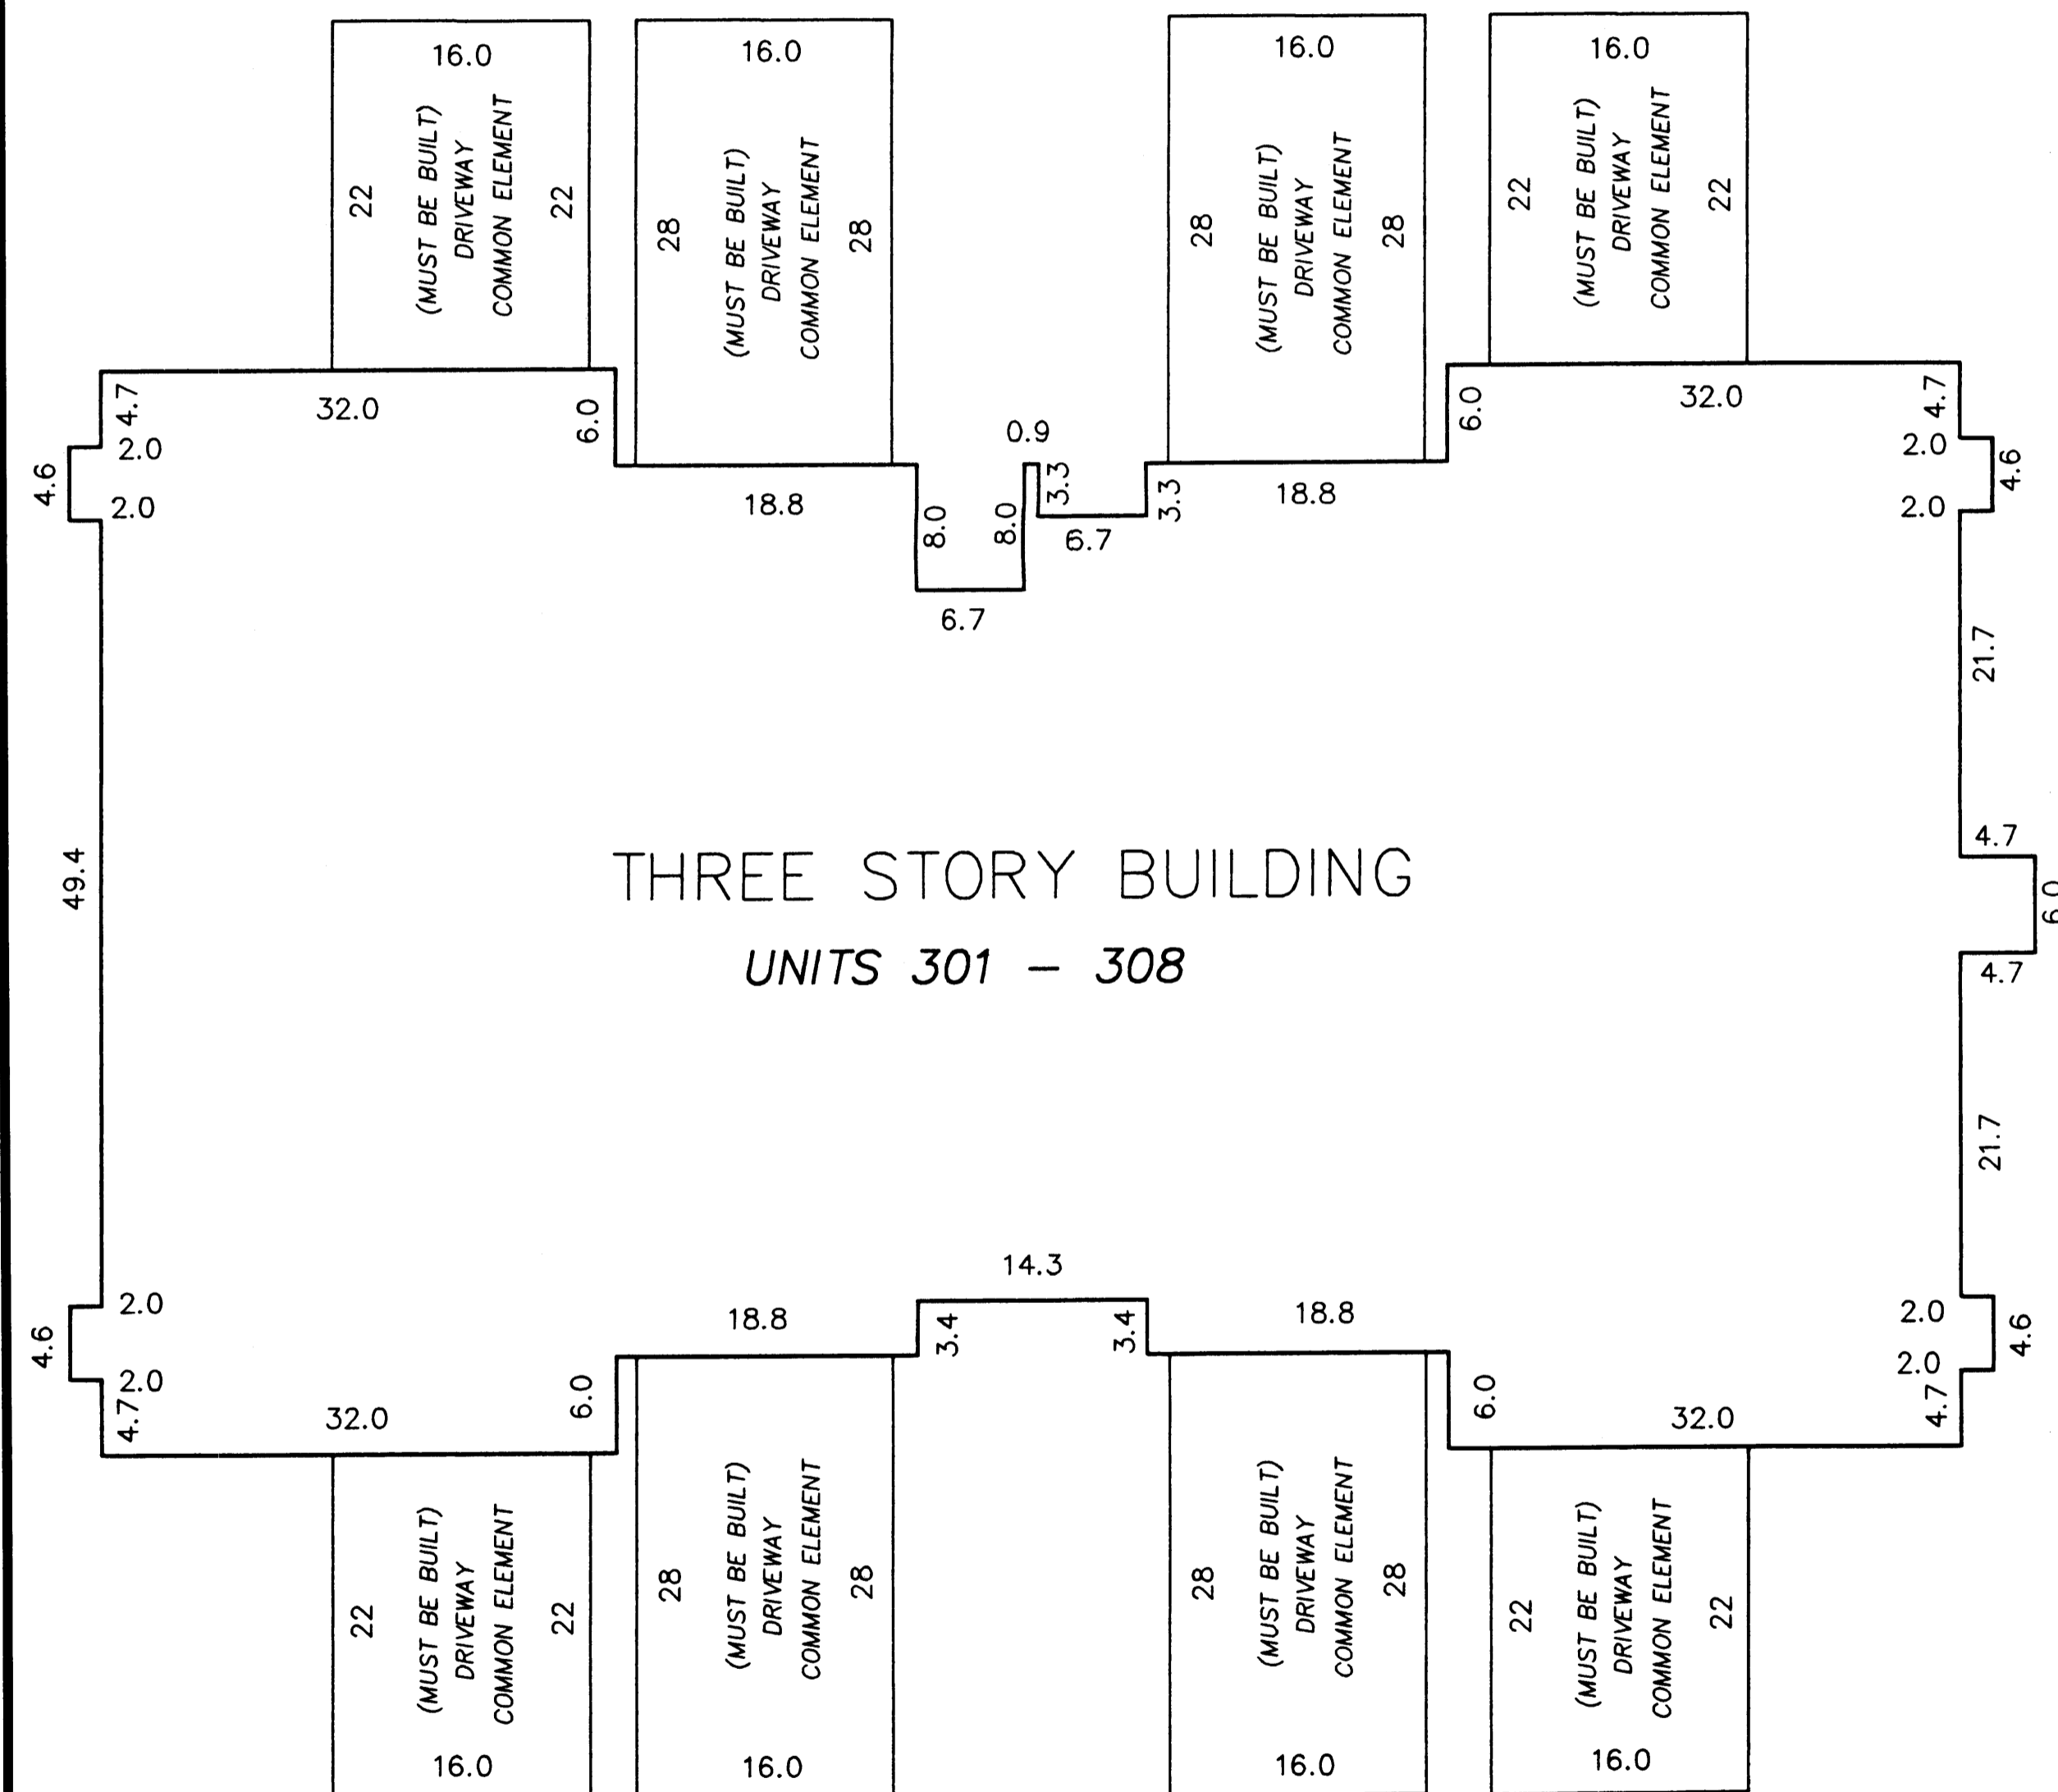 16.0
16.0
16.0
16.0
22
(MUST BE BUILT)
DRIVEWAY
COMMON ELEMENT
22
28
(MUST BE BUILT)
DRIVEWAY
COMMON ELEMENT
28
28
(MUST BE BUILT)
DRIVEWAY
COMMON ELEMENT
28
22
(MUST BE BUILT)
DRIVEWAY
COMMON ELEMENT
22
4.7
32.0
6.0
6.0
32.0
4.7
2.0
0.9
2.0
4.6
3.3
3.3
4.6
2.0
18.8
8.0
8.0
6.7
18.8
2.0
6.7
21.7
49.4
THREE STORY BUILDING
4.7
6.0
UNITS 301 – 308
4.7
21.7
14.3
2.0
18.8
3.4
3.4
18.8
2.0
4.6
4.6
2.0
2.0
4.7
32.0
6.0
6.0
32.0
4.7
22
(MUST BE BUILT)
DRIVEWAY
COMMON ELEMENT
22
28
(MUST BE BUILT)
DRIVEWAY
COMMON ELEMENT
28
28
(MUST BE BUILT)
DRIVEWAY
COMMON ELEMENT
28
22
(MUST BE BUILT)
DRIVEWAY
COMMON ELEMENT
22
16.0
16.0
16.0
16.0